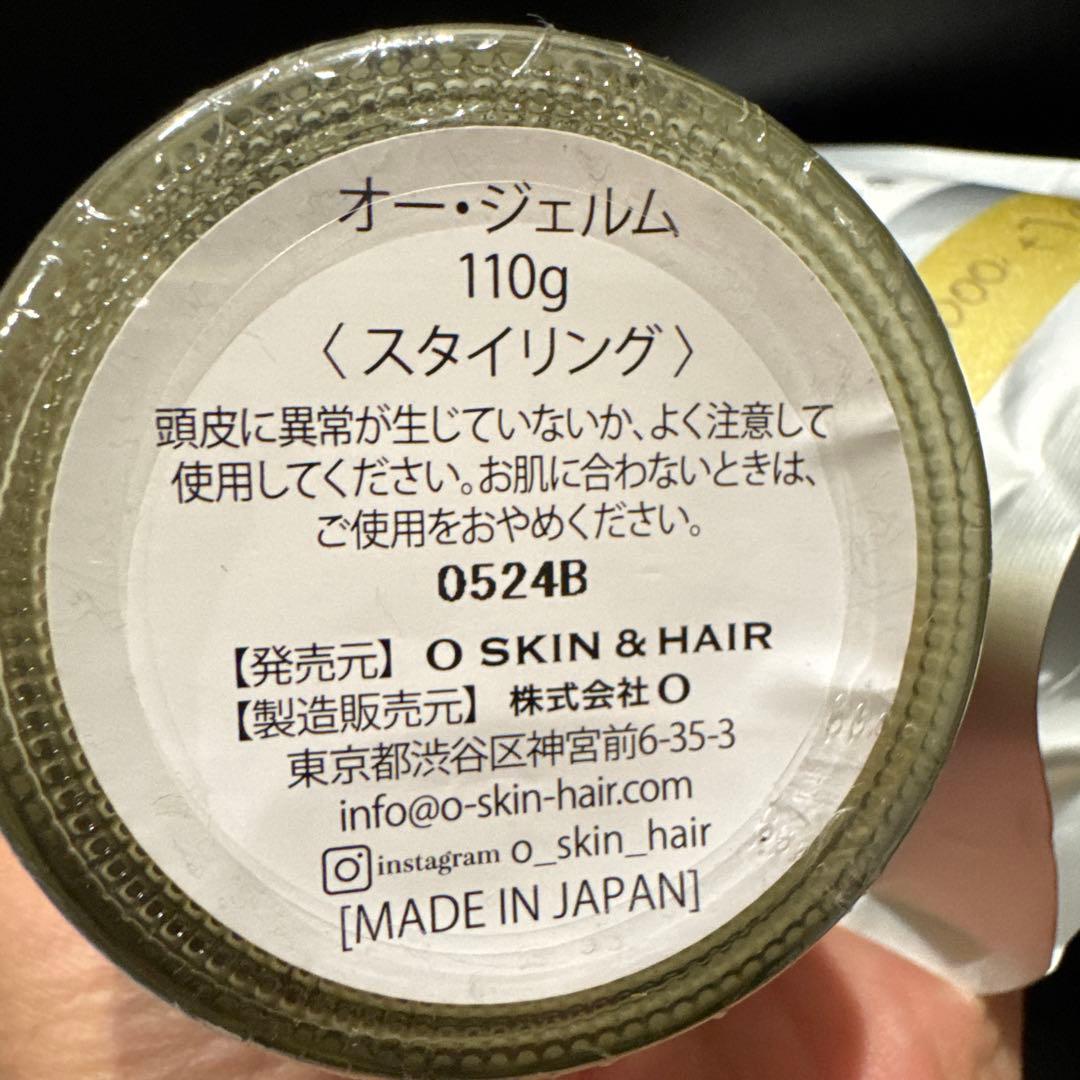 オー・ジェルム
110g
〈 スタイリング 〉
頭皮に異常が生じていないか、よく注意して
使用してください。お肌に合わないときは、
ご使用をおやめください。
0524B
【発売元】 O SKIN & HAIR
【製造販売元】 株式会社 O
東京都渋谷区神宮前6-35-3
info@o-skin-hair.com
instagram o_skin_hair
[MADE IN JAPAN]